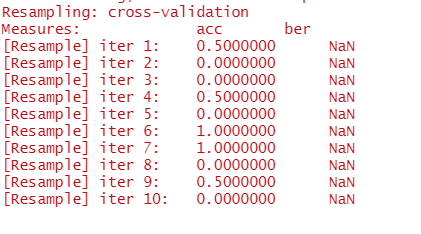 Resampling: cross-validation
Measures: acc ber
[Resample] iter 1: 0.5000000 NaN
[Resample] iter 2: 0.0000000 NaN
[Resample] iter 3: 0.0000000 NaN
[Resample] iter 4: 0.5000000 NaN
[Resample] iter 5: 0.0000000 NaN
[Resample] iter 6: 1.0000000 NaN
[Resample] iter 7: 1.0000000 NaN
[Resample] iter 8: 0.0000000 NaN
[Resample] iter 9: 0.5000000 NaN
[Resample] iter 10: 0.0000000 NaN